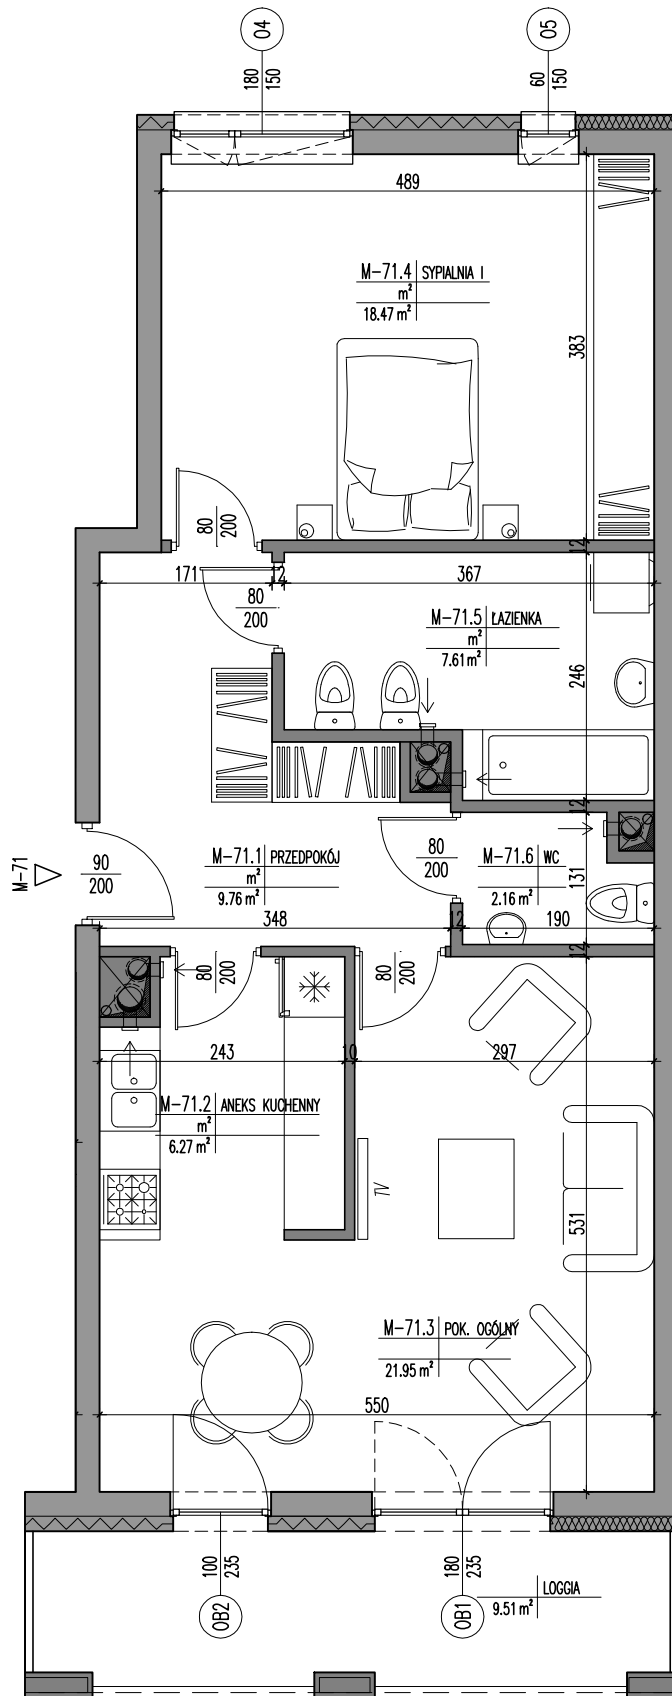 04
180
150
05
60
150
489
M-71.4 SYPIALNIA I
m²
18.47 m²
383
80
200
12
171
12
367
80
200
M-71.5 ŁAZIENKA
m²
7.61 m²
246
12
M-71
90
200
M-71.1 PRZEDPOKÓJ
m²
9.76 m²
80
200
M-71.6 WC
m²
2.16 m²
131
348
12
190
12
80
200
80
200
243
10
297
M-71.2 ANEKS KUCHENNY
m²
6.27 m²
TV
531
M-71.3 POK. OGÓLNY
21.95 m²
550
100
235
OB2
180
235
OB1
LOGGIA
9.51 m²